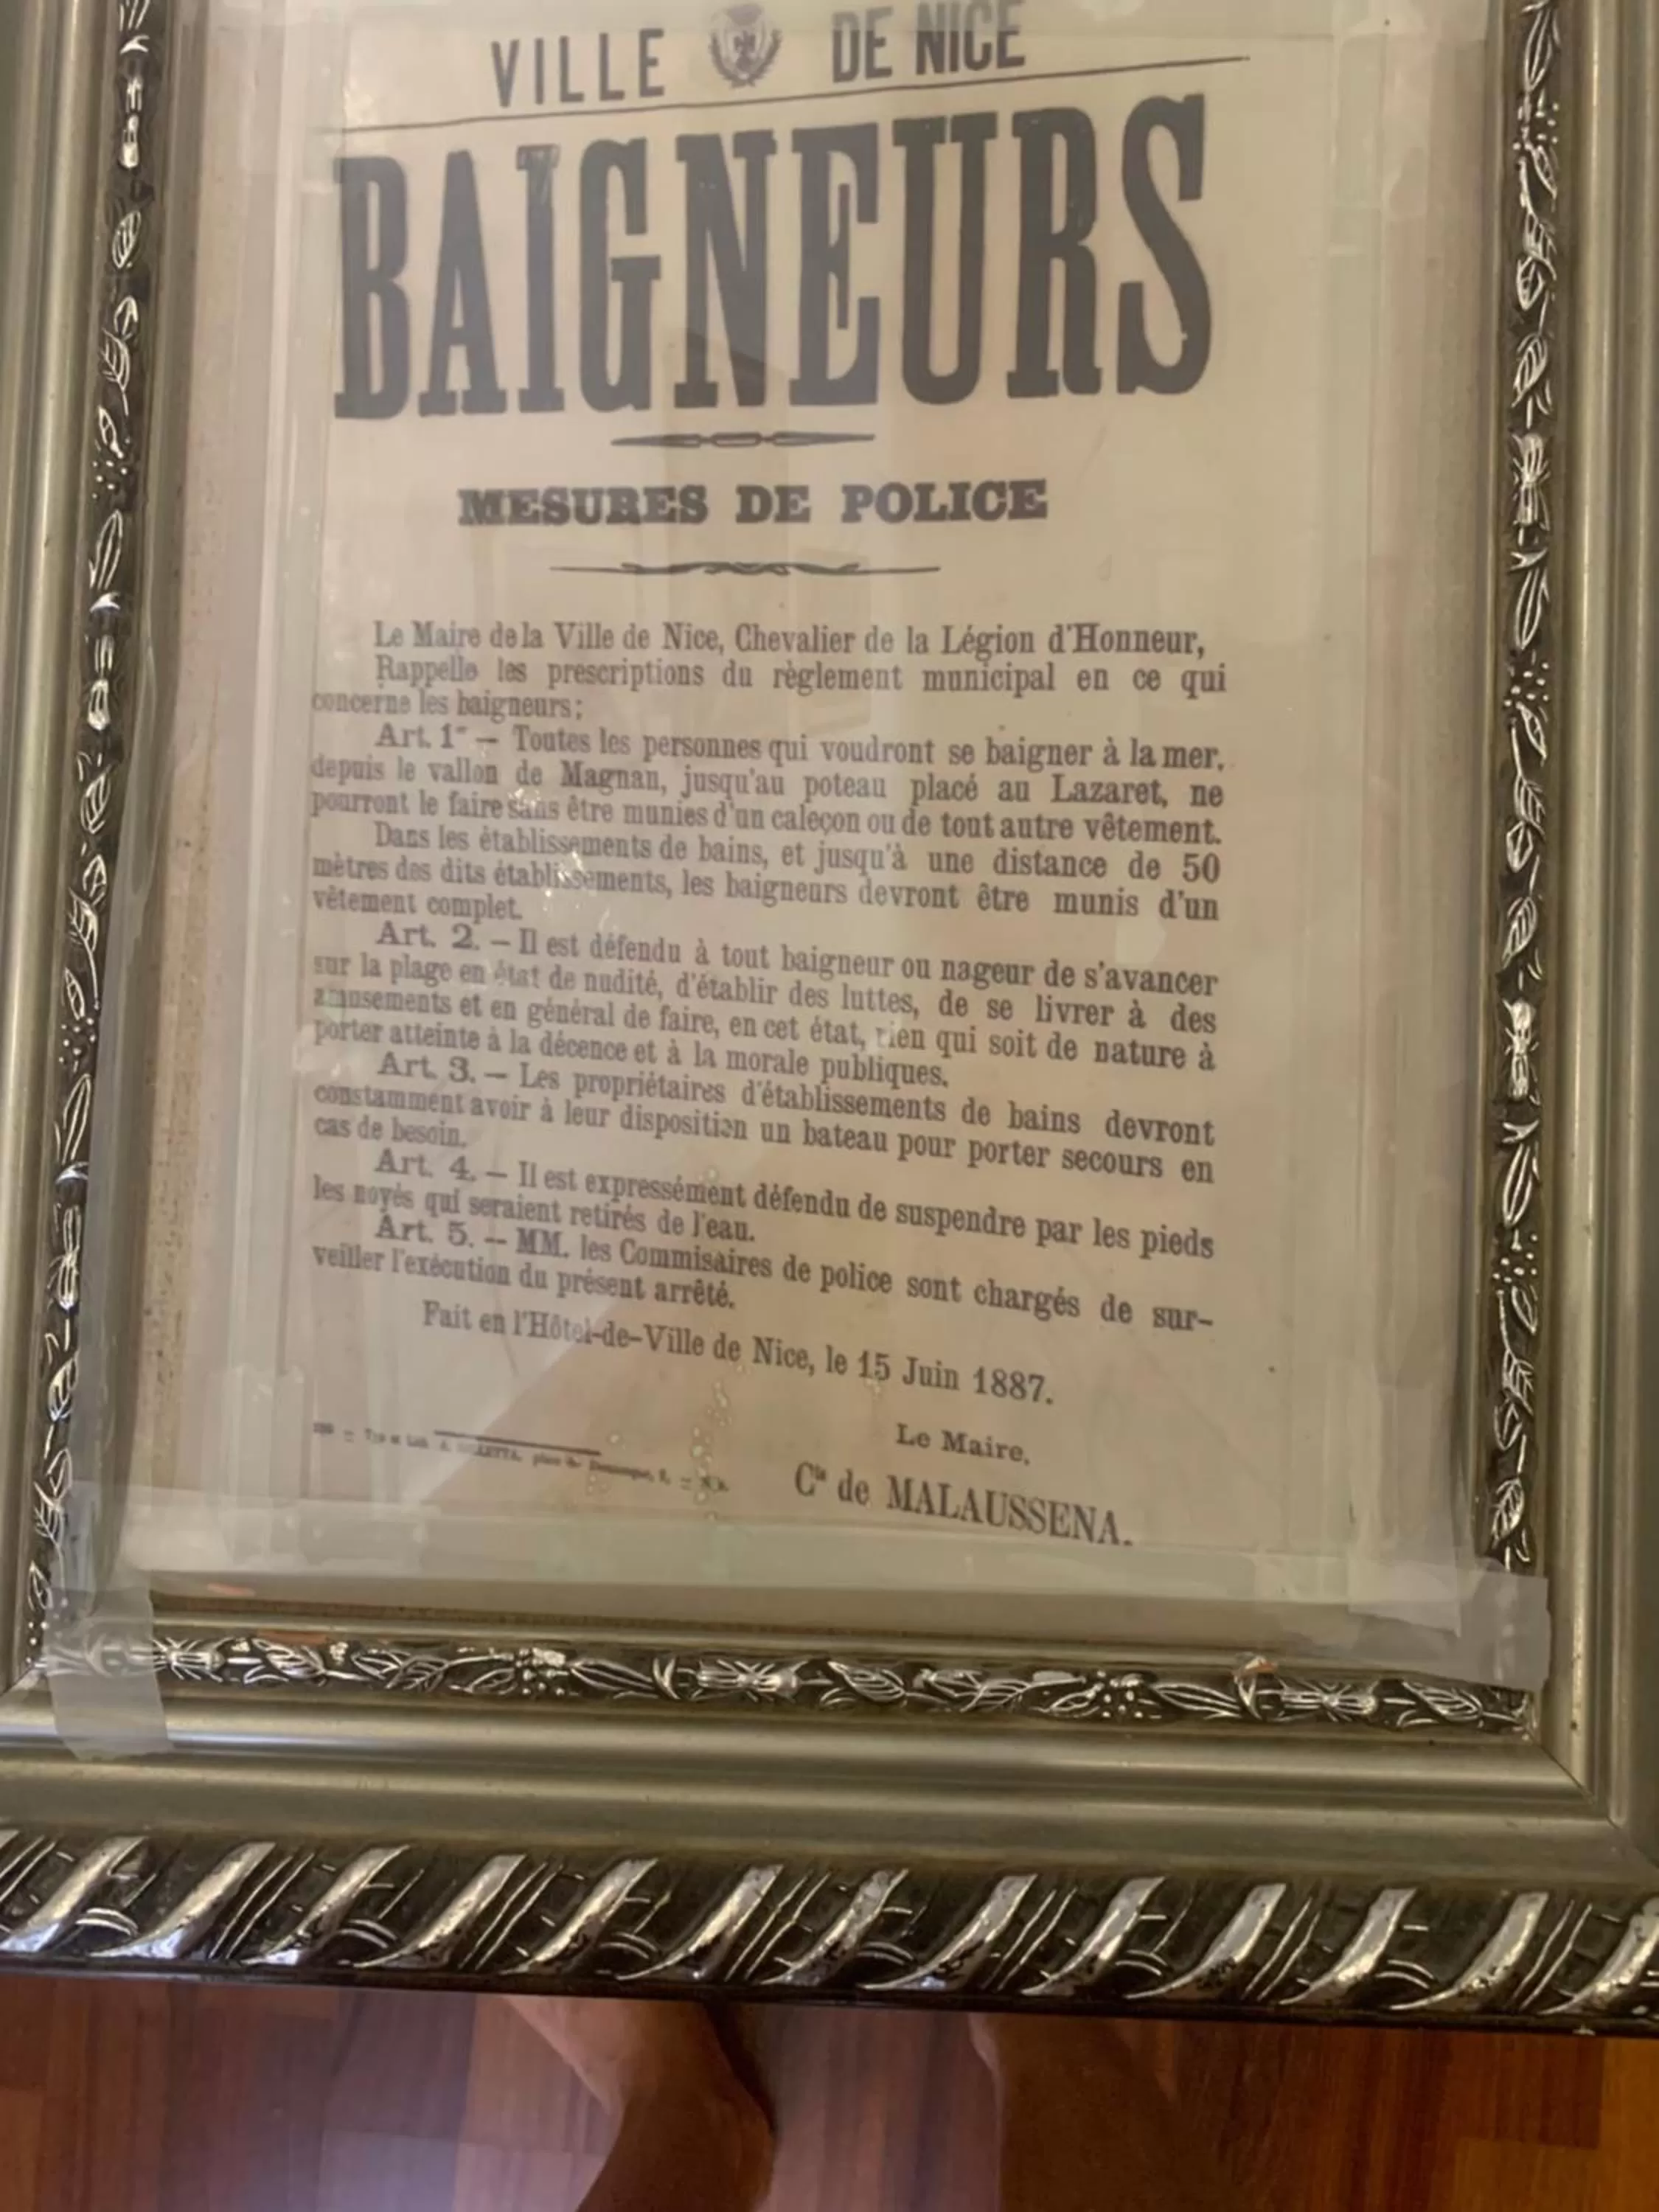 VILLE DE NICE
BAIGNEURS
MESURES DE POLICE
Le Maire de la Ville de Nice, Chevalier de la Légion d'Honneur,
Rappelle les prescriptions du règlement municipal en ce qui
concerne les baigneurs;
Art. 1er — Toutes les personnes qui voudront se baigner à la mer,
depuis le vallon de Magnan, jusqu'au poteau placé au Lazaret, ne
pourront le faire sans être munies d'un caleçon ou de tout autre vêtement.
Dans les établissements de bains, et jusqu'à une distance de 50
mètres des dits établissements, les baigneurs devront être munis d'un
vêtement complet.
Art. 2. — Il est défendu à tout baigneur ou nageur de s'avancer
sur la plage en état de nudité, d'établir des luttes, de se livrer à des
amusements et en général de faire, en cet état, rien qui soit de nature à
porter atteinte à la décence et à la morale publiques.
Art. 3. — Les propriétaires d'établissements de bains devront
constamment avoir à leur disposition un bateau pour porter secours en
cas de besoin.
Art. 4. — Il est expressément défendu de suspendre par les pieds
les noyés qui seraient retirés de l'eau.
Art. 5. — MM. les Commisaires de police sont chargés de sur-
veiller l'exécution du présent arrêté.
Fait en l'Hôtel-de-Ville de Nice, le 15 Juin 1887.
Le Maire,
Cte de MALAUSSENA.